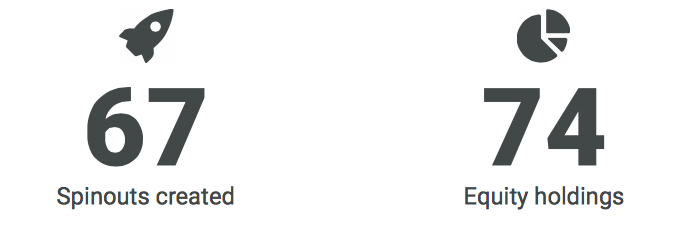 67
74
Spinouts created
Equity holdings